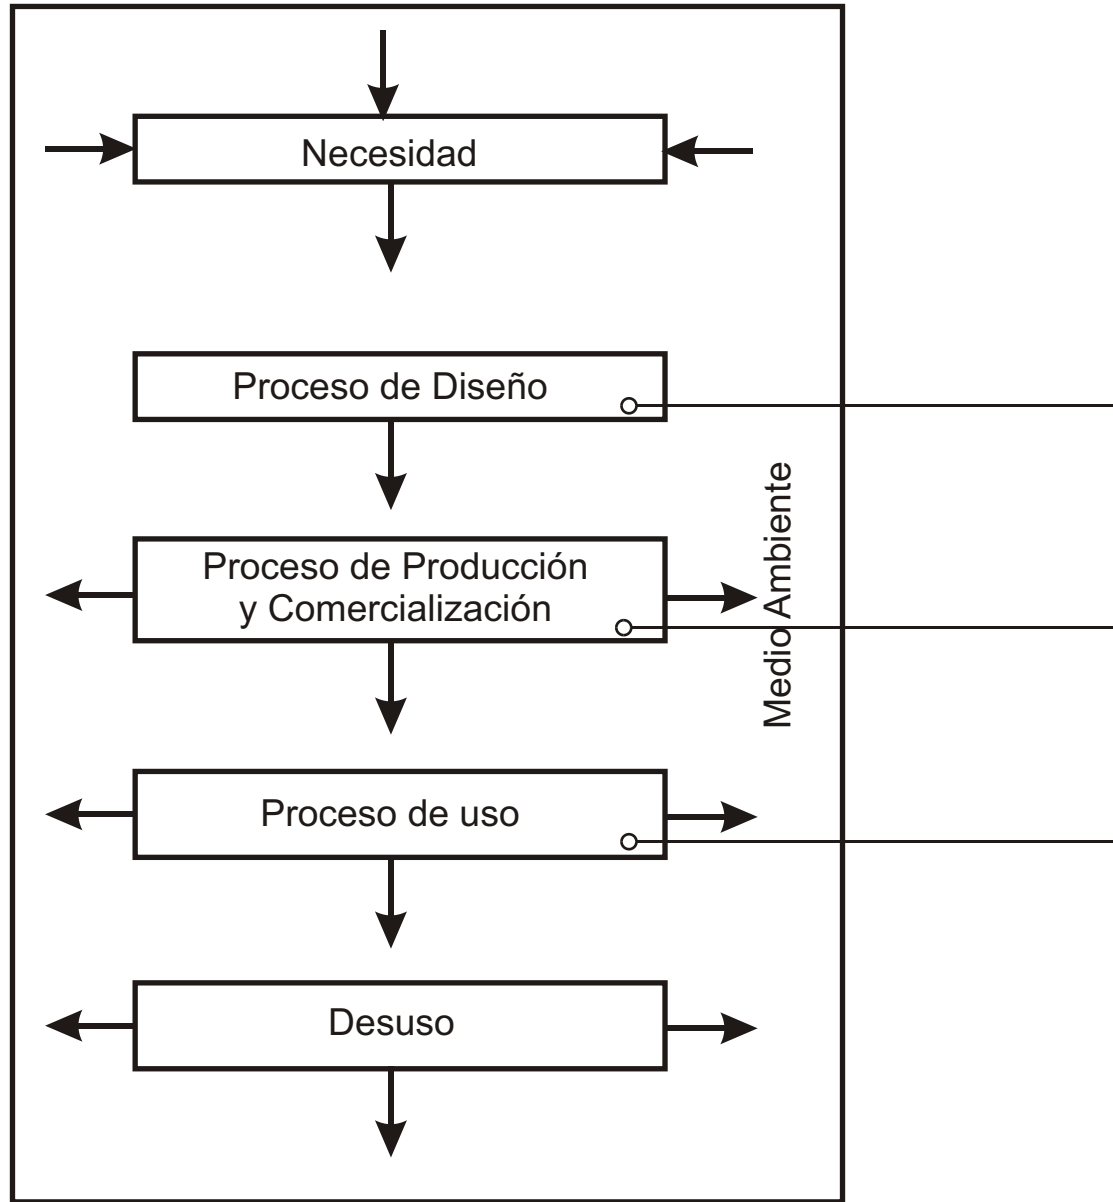 Necesidad
Proceso de Diseño
Proceso de Producción
y Comercialización
Medio Ambiente
Proceso de uso
Desuso